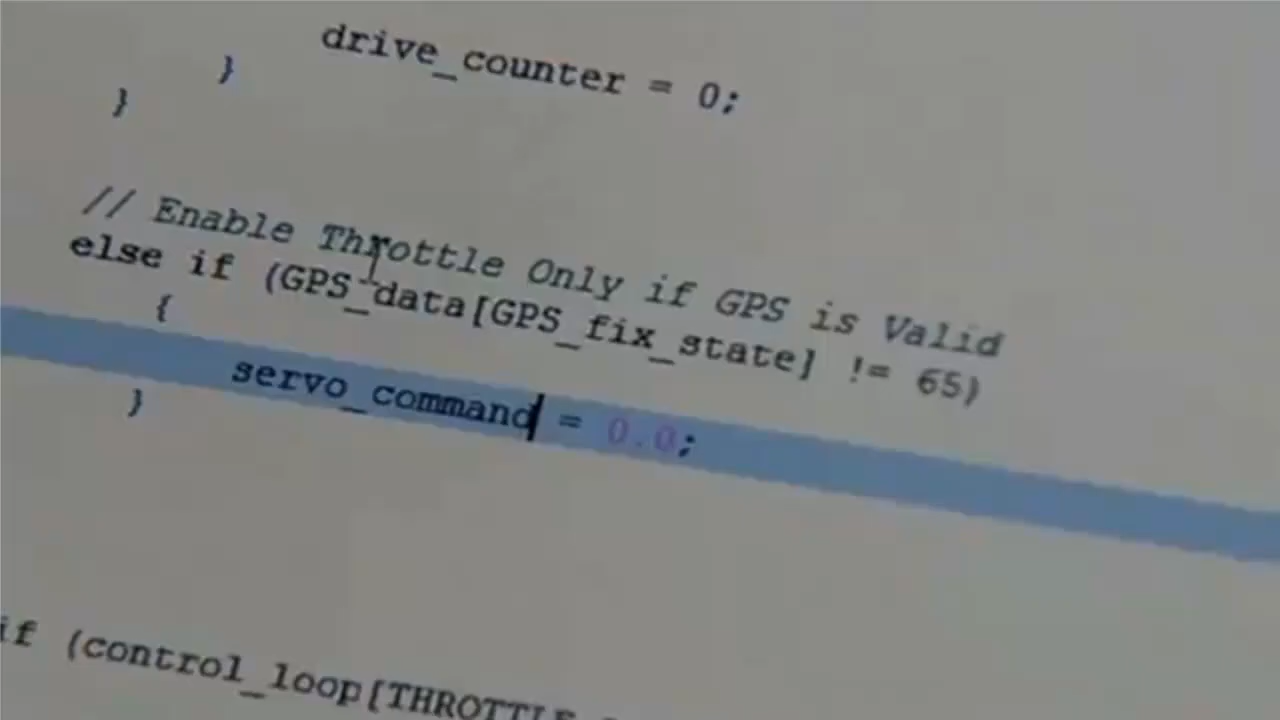 drive_counter = 0;
}
}
// Enable Throttle Only if GPS is Valid
else if (GPS_data[GPS_fix_state] != 65)
{
servo_command = 0.0;
}
if (control_loop[THROTTLE